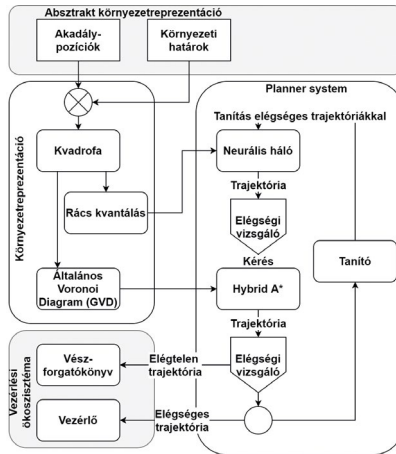 Absztrakt környezetreprezentáció
Akadály-
pozíciók
Környezeti
határok
Környezetreprezentáció
Kvadrofa
Rács kvantálás
Általános
Voronoi
Diagram (GVD)
Planner system
Tanítás elégséges trajektóriákkal
Neurális háló
Trajektória
Elégségi
vizsgáló
Kérés
Hybrid A*
Tanító
Trajektória
Elégségi
vizsgáló
Vezérlési
ökoszisztéma
Vész-
forgatókönyv
Elégtelen
trajektória
Vezérlő
Elégséges
trajektória